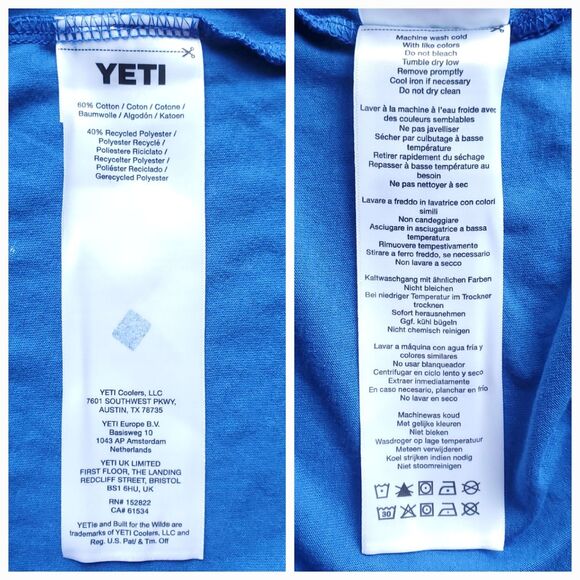 YETI
60% Cotton / Coton / Cotone /
Baumwolle / Algodón / Katoen
40% Recycled Polyester /
Polyester Recyclé /
Poliestere Riciclato /
Recycelter Polyester /
Poliéster Reciclado /
Gerecycled Polyester
YETI Coolers, LLC
7601 SOUTHWEST PKWY,
AUSTIN, TX 78735
YETI Europe B.V.
Basisweg 10
1043 AP Amsterdam
Netherlands
YETI UK LIMITED
FIRST FLOOR, THE LANDING
REDCLIFF STREET, BRISTOL
BS1 6HU, UK
RN# 152822
CA# 61534
YETI® and Built for the Wild® are
trademarks of YETI Coolers, LLC and
Reg. U.S. Pat/ & Tm. Off
Machine wash cold
With like colors
Do not bleach
Tumble dry low
Remove promptly
Cool iron if necessary
Do not dry clean
Laver à la machine à l'eau froide avec
des couleurs semblables
Ne pas javelliser
Sécher par culbutage à basse
température
Retirer rapidement du séchage
Repasser à basse température au
besoin
Ne pas nettoyer à sec
Lavare a freddo in lavatrice con colori
simili
Non candeggiare
Asciugare in asciugatrice a bassa
temperatura
Rimuovere tempestivamente
Stirare a ferro freddo, se necessario
Non lavare a secco
Kaltwaschgang mit ähnlichen Farben
Nicht bleichen
Bei niedriger Temperatur im Trockner
trocknen
Sofort herausnehmen
Ggf. kühl bügeln
Nicht chemisch reinigen
Lavar a máquina con agua fría y
colores similares
No usar blanqueador
Centrifugar en ciclo lento y seco
Extraer inmediatamente
En caso necesario, planchar en frío
No lavar en seco
Machinewas koud
Met gelijke kleuren
Niet bleken
Wasdroger op lage temperatuur
Meteen verwijderen
Koel strijken indien nodig
Niet stoomreinigen
30